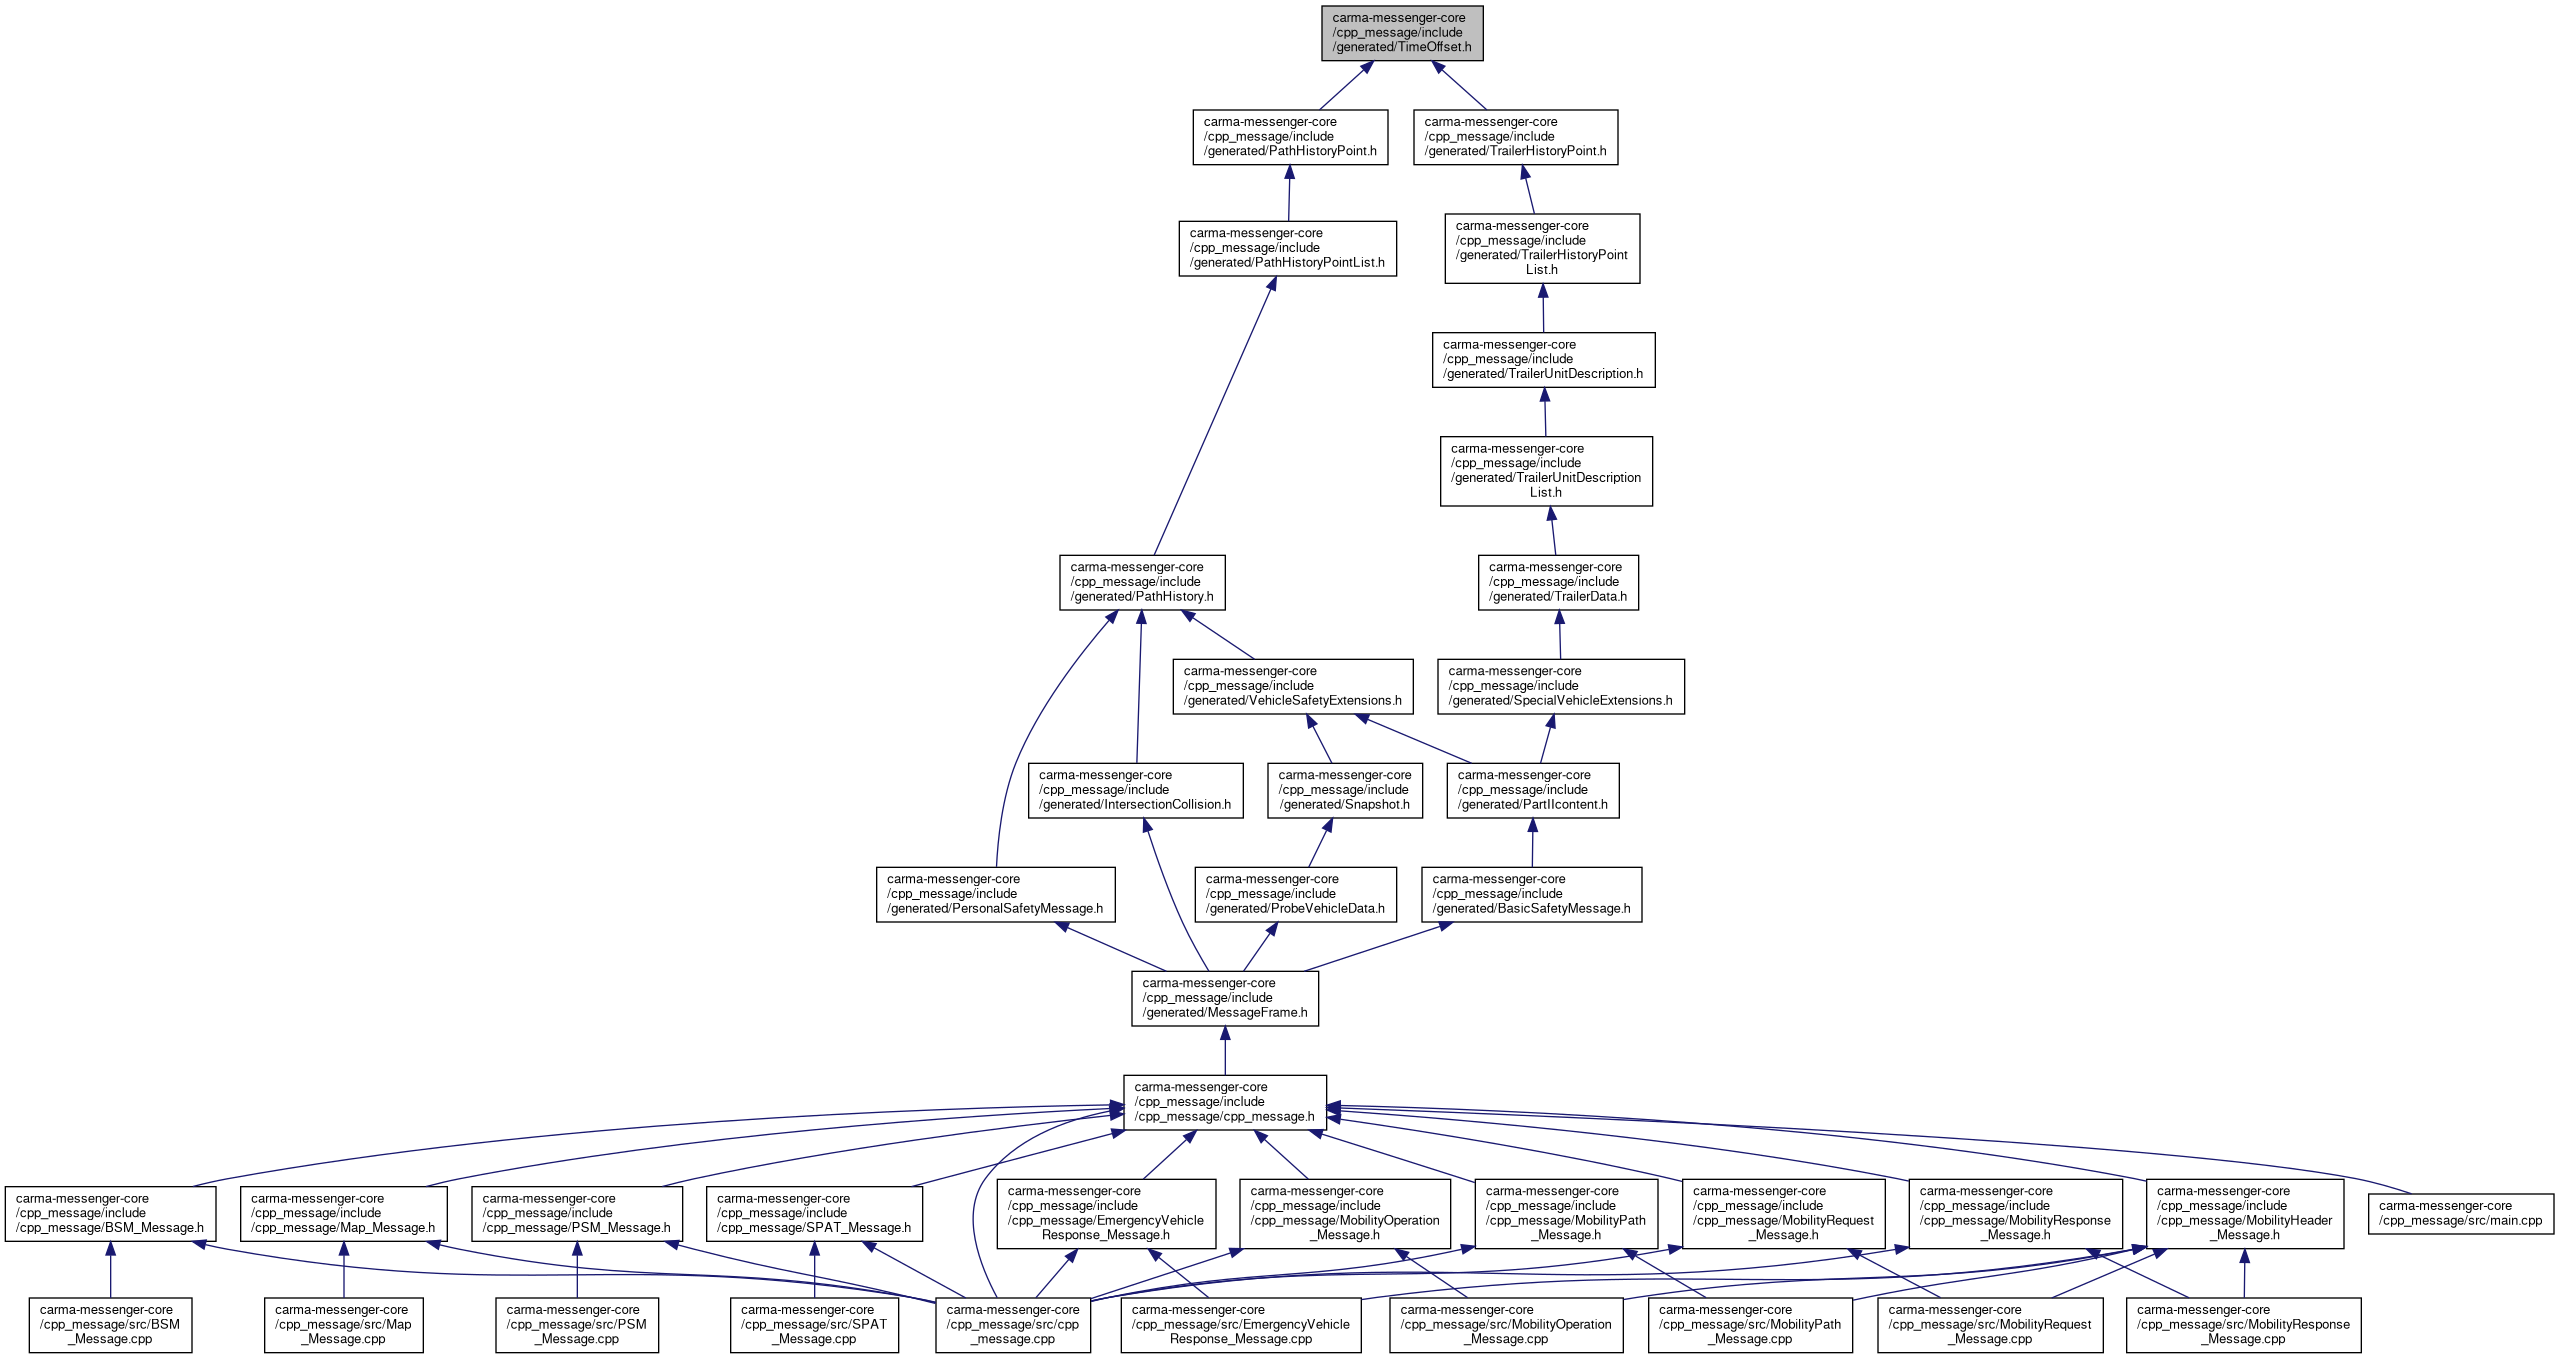 carma-messenger-core
/cpp_message/include
/generated/TimeOffset.h
carma-messenger-core
/cpp_message/include
/generated/PathHistoryPoint.h
carma-messenger-core
/cpp_message/include
/generated/TrailerHistoryPoint.h
carma-messenger-core
/cpp_message/include
/generated/PathHistoryPointList.h
carma-messenger-core
/cpp_message/include
/generated/TrailerHistoryPoint
List.h
carma-messenger-core
/cpp_message/include
/generated/TrailerUnitDescription.h
carma-messenger-core
/cpp_message/include
/generated/TrailerUnitDescription
List.h
carma-messenger-core
/cpp_message/include
/generated/PathHistory.h
carma-messenger-core
/cpp_message/include
/generated/TrailerData.h
carma-messenger-core
/cpp_message/include
/generated/VehicleSafetyExtensions.h
carma-messenger-core
/cpp_message/include
/generated/SpecialVehicleExtensions.h
carma-messenger-core
/cpp_message/include
/generated/IntersectionCollision.h
carma-messenger-core
/cpp_message/include
/generated/Snapshot.h
carma-messenger-core
/cpp_message/include
/generated/PartIIcontent.h
carma-messenger-core
/cpp_message/include
/generated/PersonalSafetyMessage.h
carma-messenger-core
/cpp_message/include
/generated/ProbeVehicleData.h
carma-messenger-core
/cpp_message/include
/generated/BasicSafetyMessage.h
carma-messenger-core
/cpp_message/include
/generated/MessageFrame.h
carma-messenger-core
/cpp_message/include
/cpp_message/cpp_message.h
carma-messenger-core
/cpp_message/include
/cpp_message/BSM_Message.h
carma-messenger-core
/cpp_message/include
/cpp_message/Map_Message.h
carma-messenger-core
/cpp_message/include
/cpp_message/PSM_Message.h
carma-messenger-core
/cpp_message/include
/cpp_message/SPAT_Message.h
carma-messenger-core
/cpp_message/include
/cpp_message/EmergencyVehicle
Response_Message.h
carma-messenger-core
/cpp_message/include
/cpp_message/MobilityOperation
_Message.h
carma-messenger-core
/cpp_message/include
/cpp_message/MobilityPath
_Message.h
carma-messenger-core
/cpp_message/include
/cpp_message/MobilityRequest
_Message.h
carma-messenger-core
/cpp_message/include
/cpp_message/MobilityResponse
_Message.h
carma-messenger-core
/cpp_message/include
/cpp_message/MobilityHeader
_Message.h
carma-messenger-core
/cpp_message/src/main.cpp
carma-messenger-core
/cpp_message/src/BSM
_Message.cpp
carma-messenger-core
/cpp_message/src/Map
_Message.cpp
carma-messenger-core
/cpp_message/src/PSM
_Message.cpp
carma-messenger-core
/cpp_message/src/SPAT
_Message.cpp
carma-messenger-core
/cpp_message/src/cpp
_message.cpp
carma-messenger-core
/cpp_message/src/EmergencyVehicle
Response_Message.cpp
carma-messenger-core
/cpp_message/src/MobilityOperation
_Message.cpp
carma-messenger-core
/cpp_message/src/MobilityPath
_Message.cpp
carma-messenger-core
/cpp_message/src/MobilityRequest
_Message.cpp
carma-messenger-core
/cpp_message/src/MobilityResponse
_Message.cpp